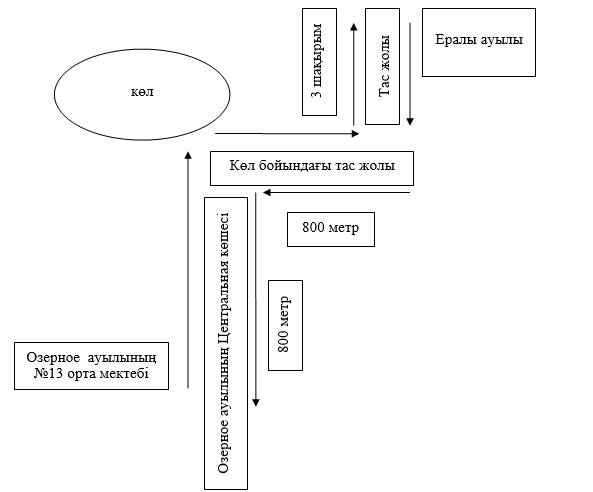 3 шақырым
Тас жолы
Ералы ауылы
көл
Көл бойындағы тас жолы
800 метр
Озерное ауылының Центральная көшесі
800 метр
Озерное ауылының
№13 орта мектебі